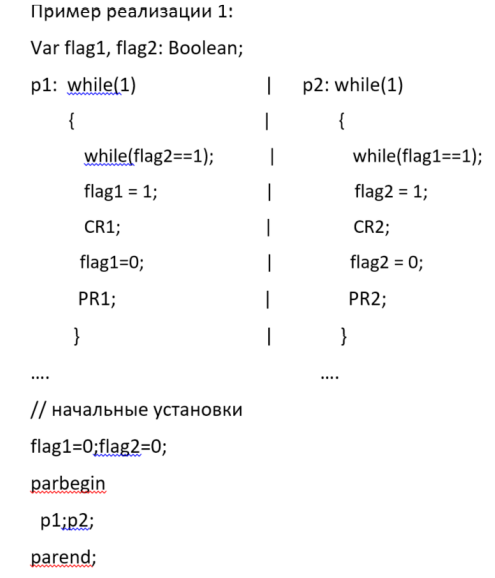 Пример реализации 1:
Var flag1, flag2: Boolean;
p1: while(1) | p2: while(1)
{ | {
while(flag2==1); | while(flag1==1);
flag1 = 1; | flag2 = 1;
CR1; | CR2;
flag1=0; | flag2 = 0;
PR1; | PR2;
} | }
.... ....
// начальные установки
flag1=0;flag2=0;
parbegin
p1;p2;
parend;